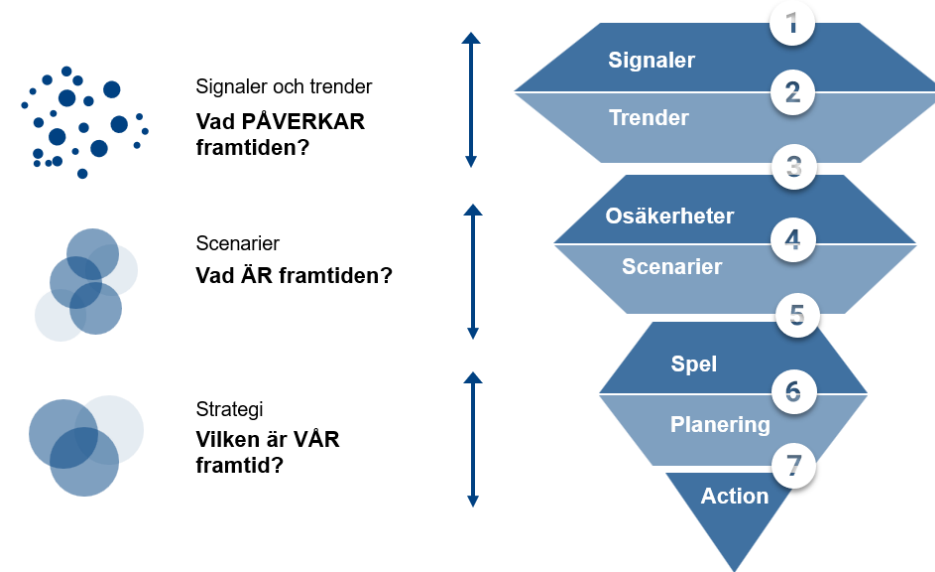 Signaler och trender
Vad PÅVERKAR
framtiden?
Scenarier
Vad ÄR framtiden?
Strategi
Vilken är VÅR
framtid?
1
Signaler
2
Trender
3
Osäkerheter
4
Scenarier
5
Spel
6
Planering
7
Action